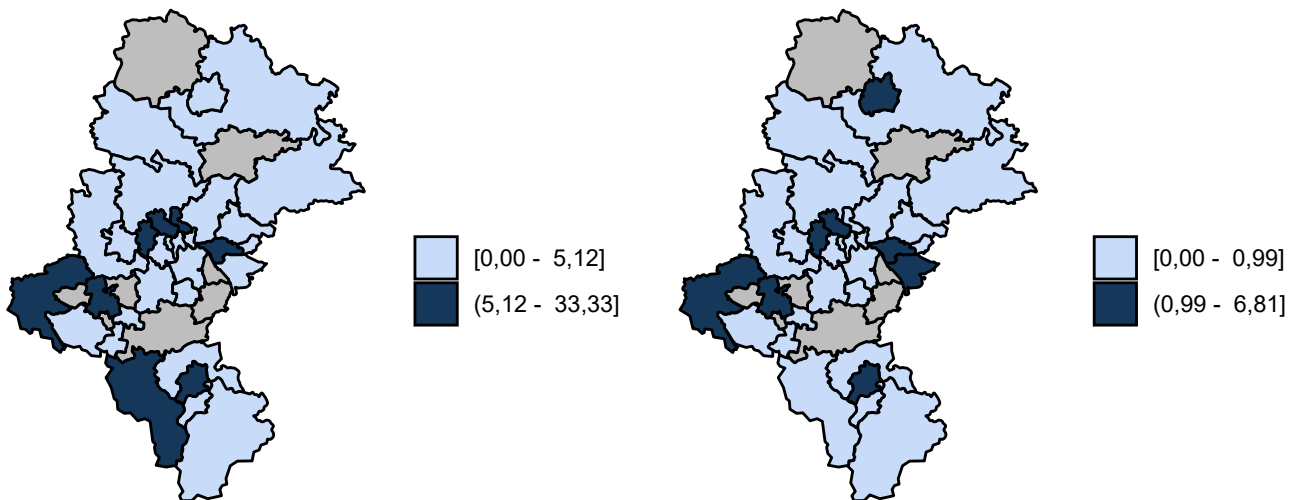 [0,00 - 5,12]
(5,12 - 33,33]
[0,00 - 0,99]
(0,99 - 6,81]